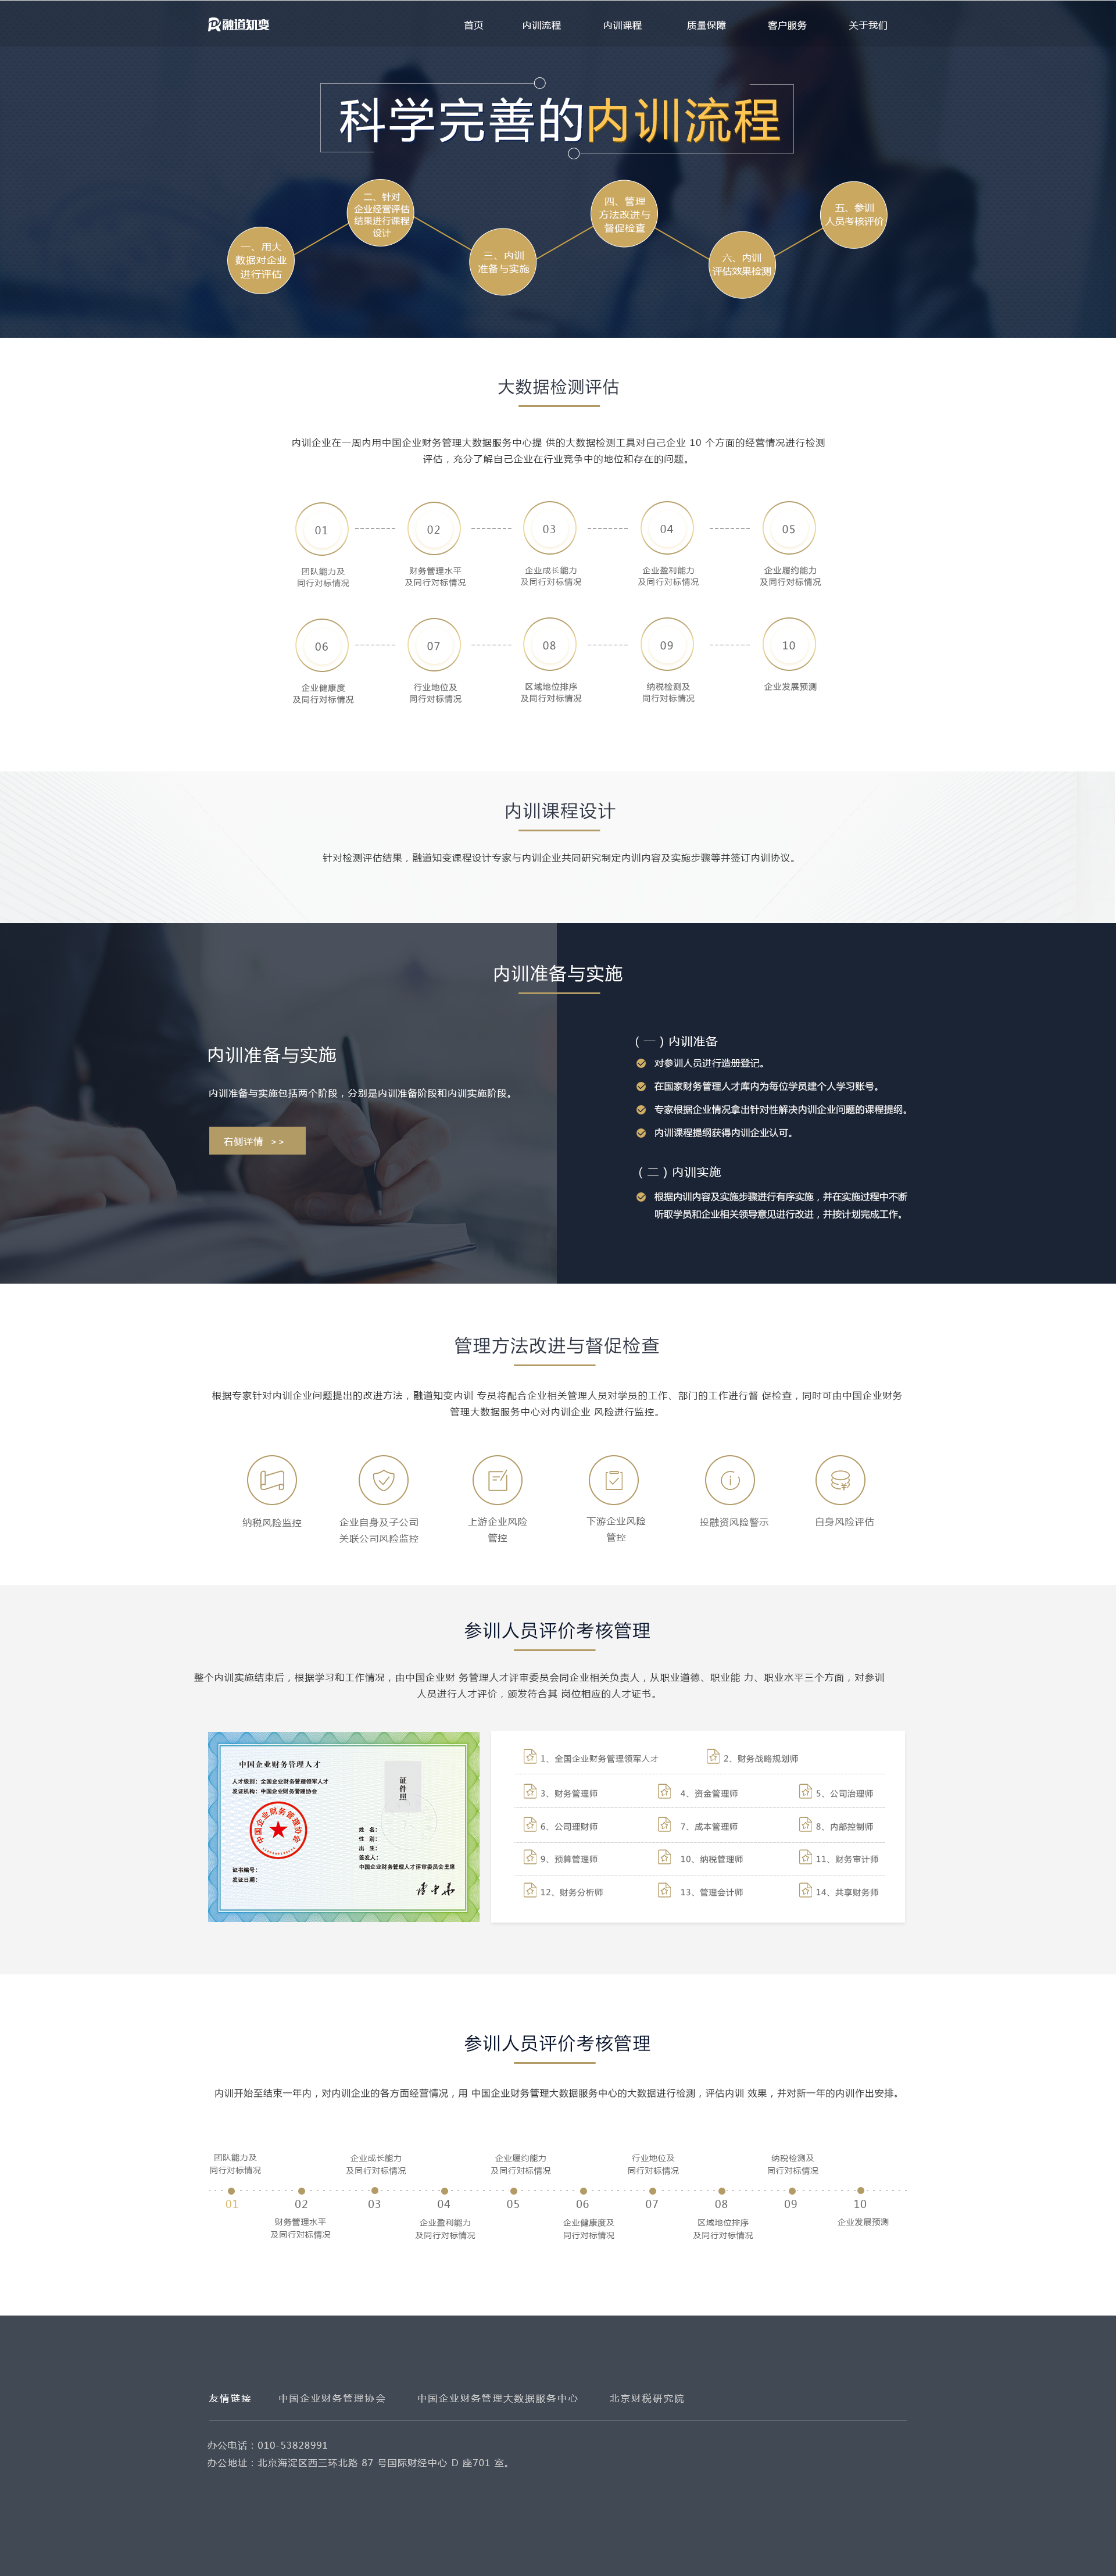 融道知变
首页 内训流程 内训课程 质量保障 客户服务 关于我们
科学完善的内训流程
一、用大
数据对企业
进行评估
二、针对
企业经营评估
结果进行课程
设计
三、内训
准备与实施
四、管理
方法改进与
督促检查
六、内训
评估效果检测
五、参训
人员考核评价
大数据检测评估
内训企业在一周内用中国企业财务管理大数据服务中心提 供的大数据检测工具对自己企业 10 个方面的经营情况进行检测
评估，充分了解自己企业在行业竞争中的地位和存在的问题。
01 02 03 04 05
团队能力及 财务管理水平 企业成长能力 企业盈利能力 企业履约能力
同行对标情况 及同行对标情况 及同行对标情况 及同行对标情况 及同行对标情况
06 07 08 09 10
企业健康度 行业地位及 区域地位排序 纳税检测及 企业发展预测
及同行对标情况 同行对标情况 及同行对标情况 同行对标情况
内训课程设计
针对检测评估结果，融道知变课程设计专家与内训企业共同研究制定内训内容及实施步骤等并签订内训协议。
内训准备与实施
内训准备与实施
内训准备与实施包括两个阶段，分别是内训准备阶段和内训实施阶段。
右侧详情 >>
(一)内训准备
对参训人员进行造册登记。
在国家财务管理人才库内为每位学员建个人学习账号。
专家根据企业情况拿出针对性解决内训企业问题的课程提纲。
内训课程提纲获得内训企业认可。
(二)内训实施
根据内训内容及实施步骤进行有序实施，并在实施过程中不断
听取学员和企业相关领导意见进行改进，并按计划完成工作。
管理方法改进与督促检查
根据专家针对内训企业问题提出的改进方法，融道知变内训 专员将配合企业相关管理人员对学员的工作、部门的工作进行督 促检查，同时可由中国企业财务
管理大数据服务中心对内训企业 风险进行监控。
纳税风险监控 企业自身及子公司 上游企业风险 下游企业风险 投融资风险警示 自身风险评估
关联公司风险监控 管控 管控
参训人员评价考核管理
整个内训实施结束后，根据学习和工作情况，由中国企业财 务管理人才评审委员会同企业相关负责人，从职业道德、职业能 力、职业水平三个方面，对参训
人员进行人才评价，颁发符合其 岗位相应的人才证书。
中国企业财务管理人才
人才级别：全国企业财务管理领军人才
发证机构：中国企业财务管理协会
中国企业财务管理协会
证书编号：
发证日期：
证件照
姓 名：
性 别：
出 生：
签发人：
中国企业财务管理人才评审委员会主席
1、全国企业财务管理领军人才 2、财务战略规划师
3、财务管理师 4、资金管理师 5、公司治理师
6、公司理财师 7、成本管理师 8、内部控制师
9、预算管理师 10、纳税管理师 11、财务审计师
12、财务分析师 13、管理会计师 14、共享财务师
参训人员评价考核管理
内训开始至结束一年内，对内训企业的各方面经营情况，用 中国企业财务管理大数据服务中心的大数据进行检测，评估内训 效果，并对新一年的内训作出安排。
团队能力及 企业成长能力 企业履约能力 行业地位及 纳税检测及
同行对标情况 及同行对标情况 及同行对标情况 同行对标情况 同行对标情况
01 02 03 04 05 06 07 08 09 10
财务管理水平 企业盈利能力 企业健康度及 区域地位排序 企业发展预测
及同行对标情况 及同行对标情况 同行对标情况 及同行对标情况
友情链接 中国企业财务管理协会 中国企业财务管理大数据服务中心 北京财税研究院
办公电话：010-53828991
办公地址：北京海淀区西三环北路 87 号国际财经中心 D 座701 室。